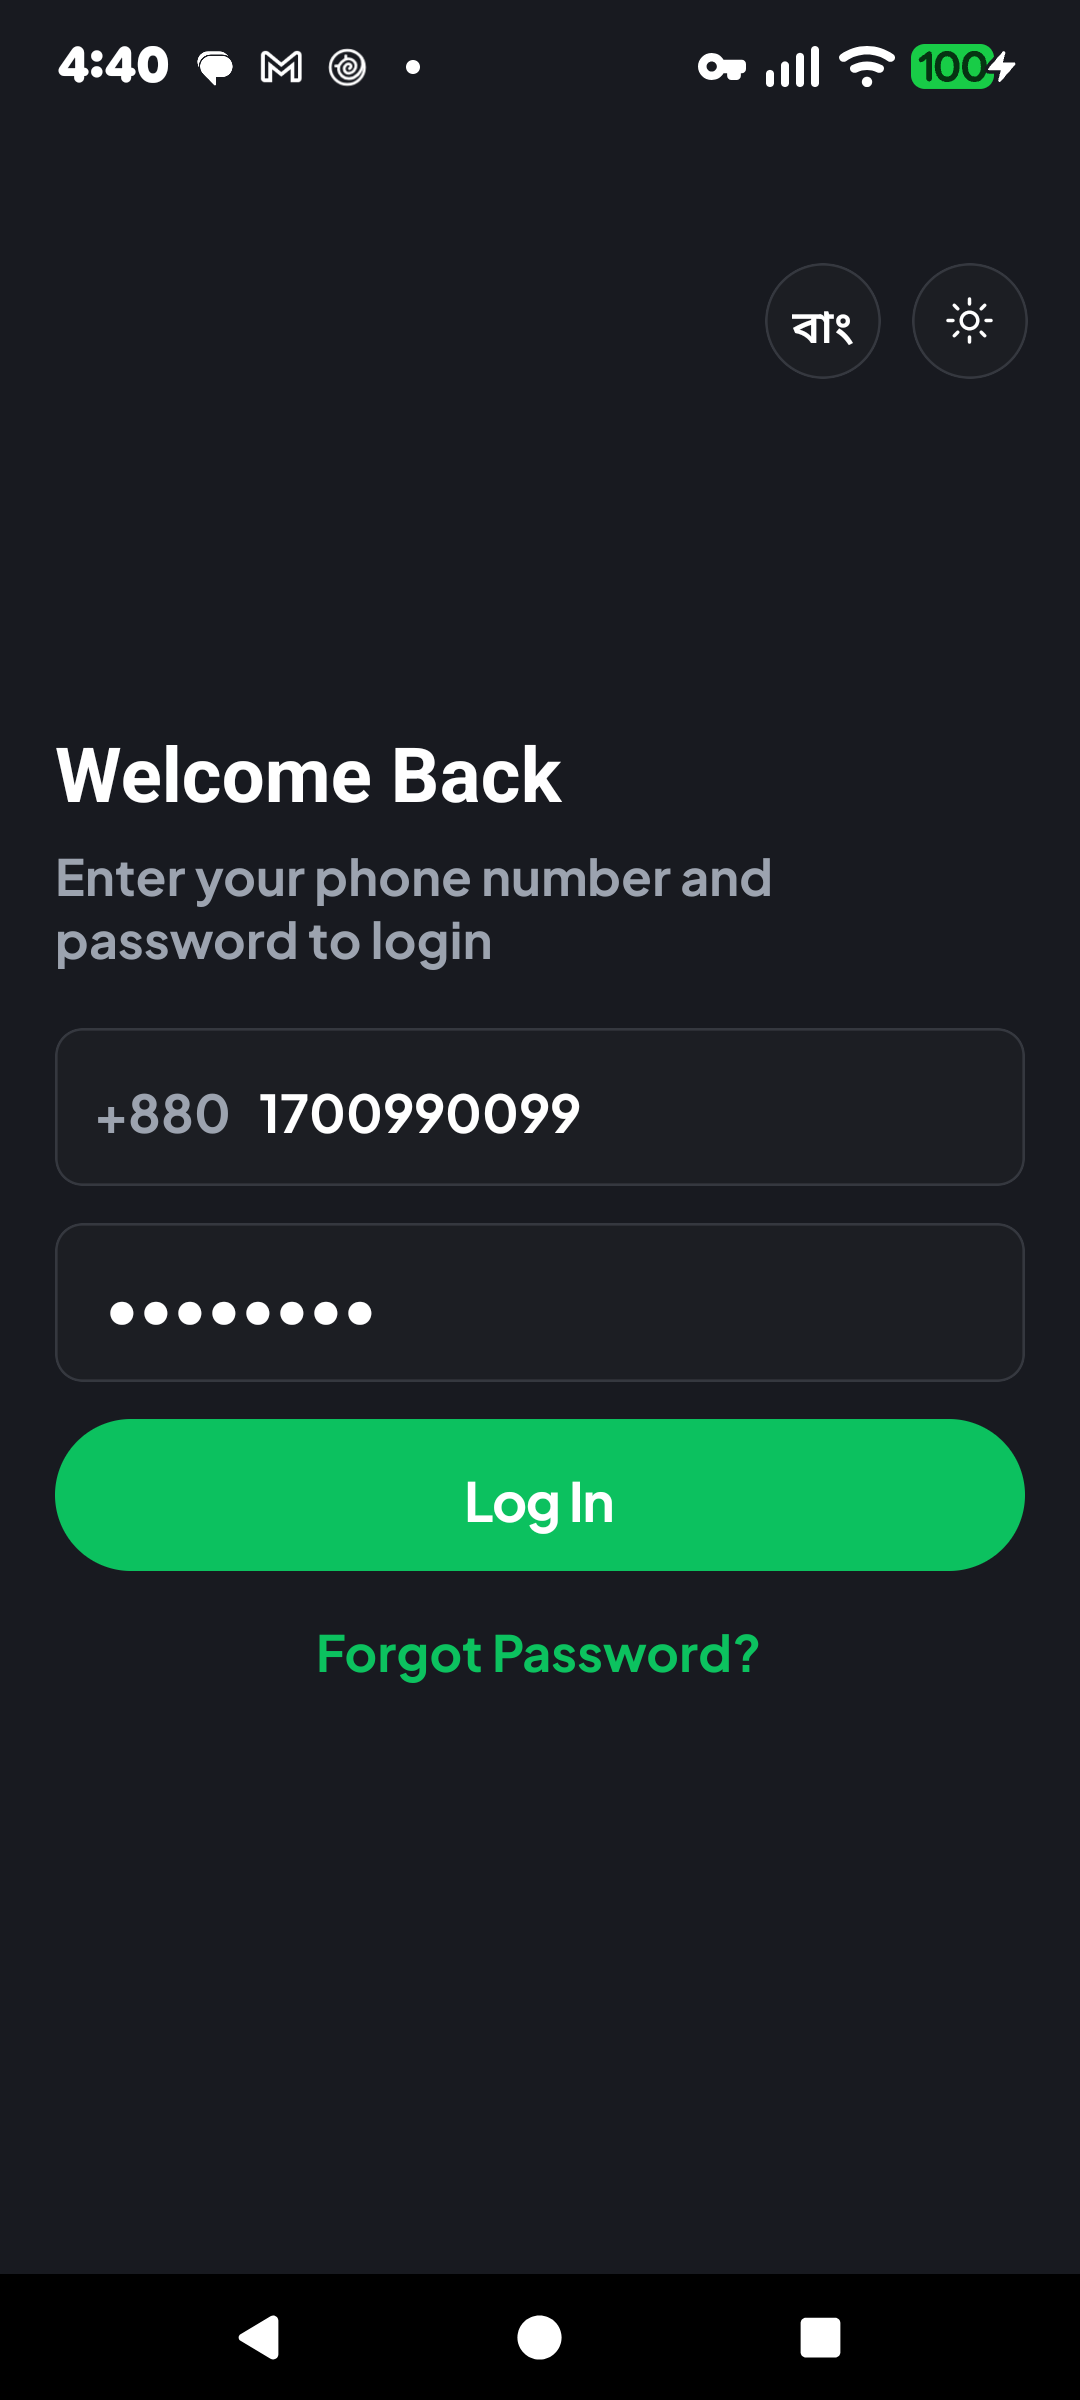 4:40
100
বাং
Welcome Back
Enter your phone number and
password to login
+880 1700990099
••••••••
Log In
Forgot Password?